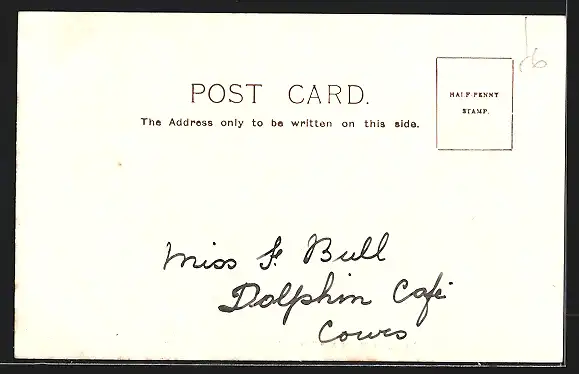 POST CARD.
The Address only to be written on this side.
HALF-PENNY
STAMP.
Miss F. Bull
Dolphin Café
Cowes